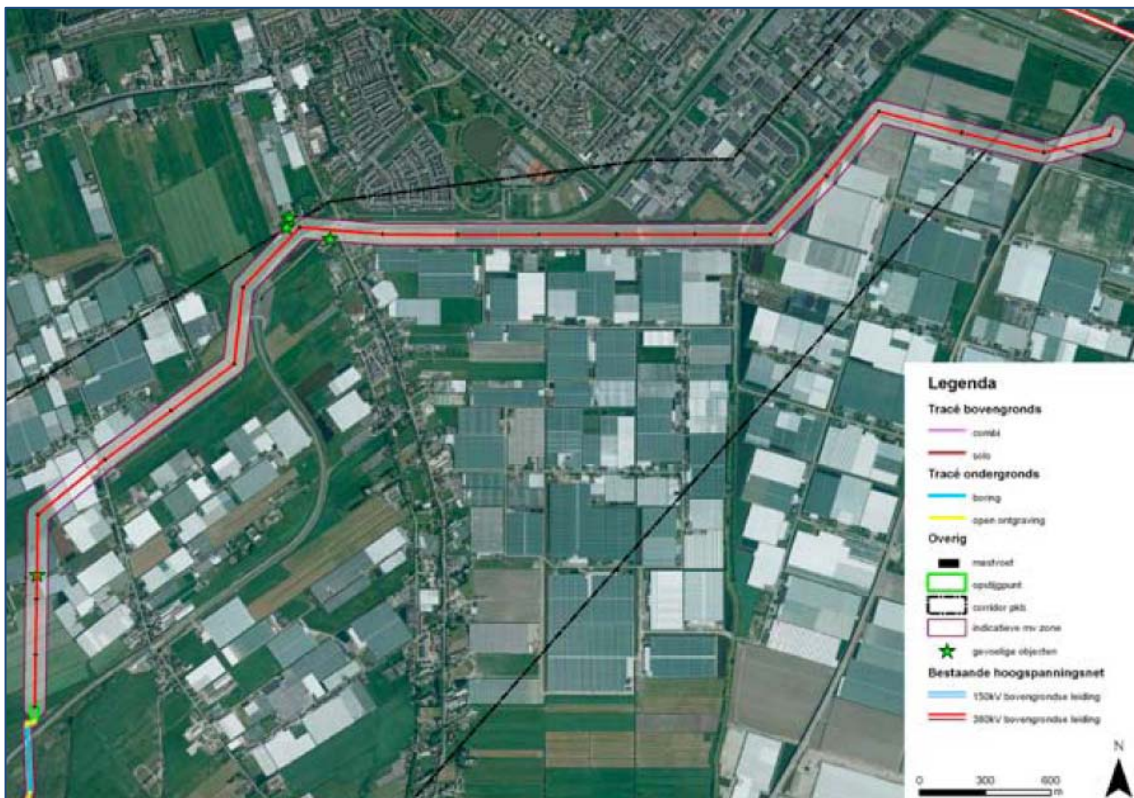 Legenda
Tracé bovengronds
combi
solo
Tracé ondergronds
boring
open ontgraving
Overig
mastvoet
opstijgpunt
corridor pkb
indicatieve mv zone
gevoelige objecten
Bestaande hoogspanningsnet
150kV bovengrondse leiding
380kV bovengrondse leiding
N
0 300 600
m